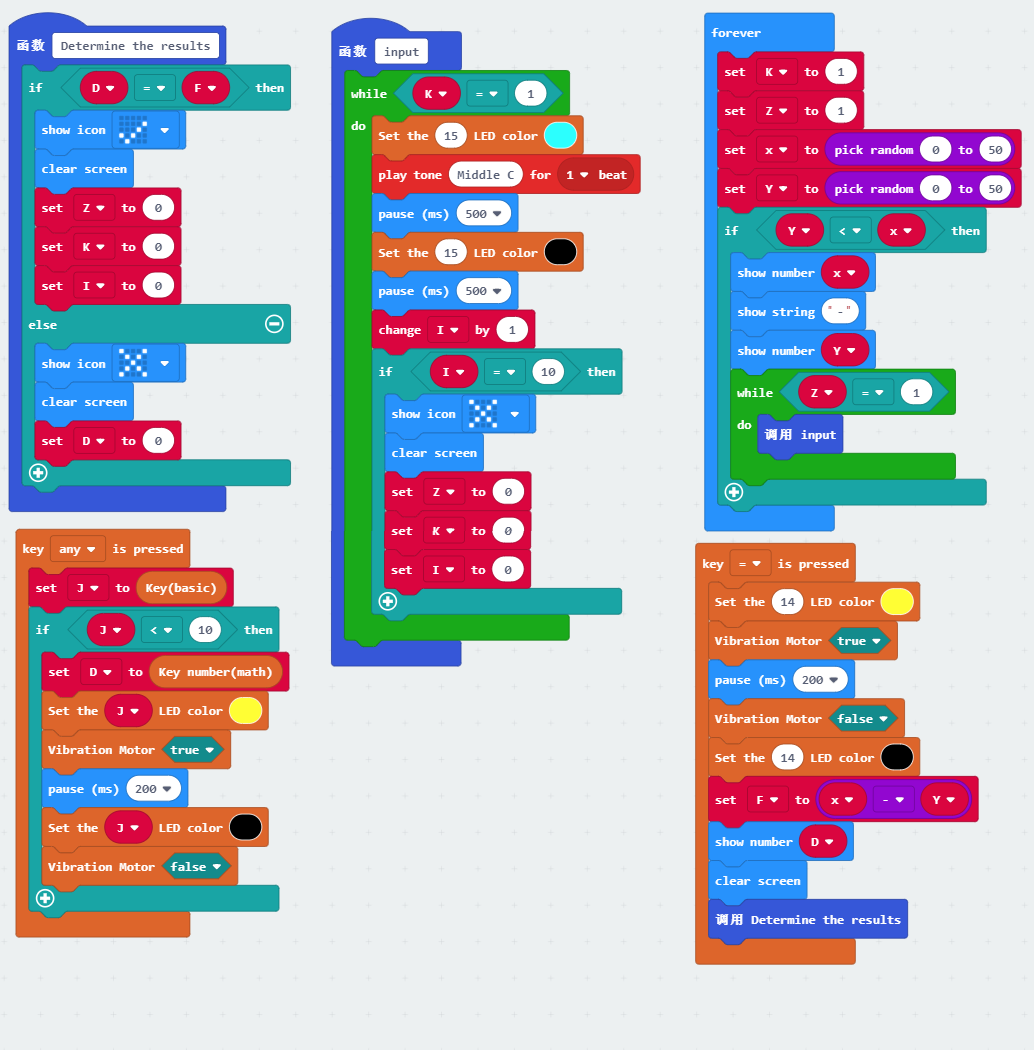 函数 Determine the results
if D = F then
show icon
clear screen
set Z to 0
set K to 0
set I to 0
else
show icon
clear screen
set D to 0
函数 input
while K = 1
do
Set the 15 LED color
play tone Middle C for 1 beat
pause (ms) 500
Set the 15 LED color
pause (ms) 500
change I by 1
if I = 10 then
show icon
clear screen
set Z to 0
set K to 0
set I to 0
forever
set K to 1
set Z to 1
set x to pick random 0 to 50
set Y to pick random 0 to 50
if Y < x then
show number x
show string "-"
show number Y
while Z = 1
do
调用 input
key any is pressed
set J to Key(basic)
if J < 10 then
set D to Key number(math)
Set the J LED color
Vibration Motor true
pause (ms) 200
Set the J LED color
Vibration Motor false
key = is pressed
Set the 14 LED color
Vibration Motor true
pause (ms) 200
Vibration Motor false
Set the 14 LED color
set F to x - Y
show number D
clear screen
调用 Determine the results